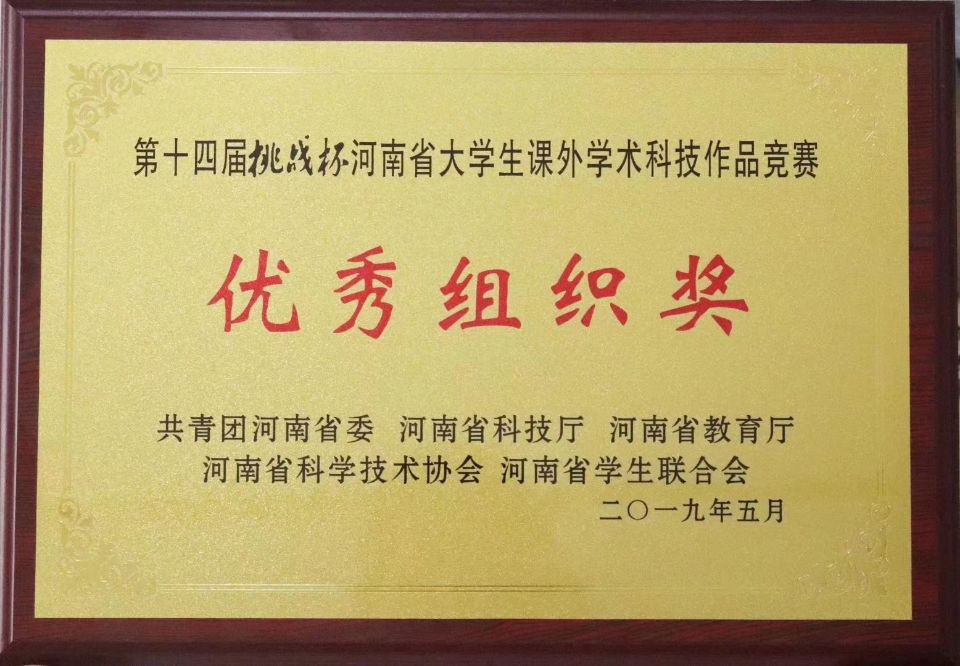 第十四届挑战杯河南省大学生课外学术科技作品竞赛
优秀组织奖
共青团河南省委 河南省科技厅 河南省教育厅
河南省科学技术协会 河南省学生联合会
二〇一九年五月